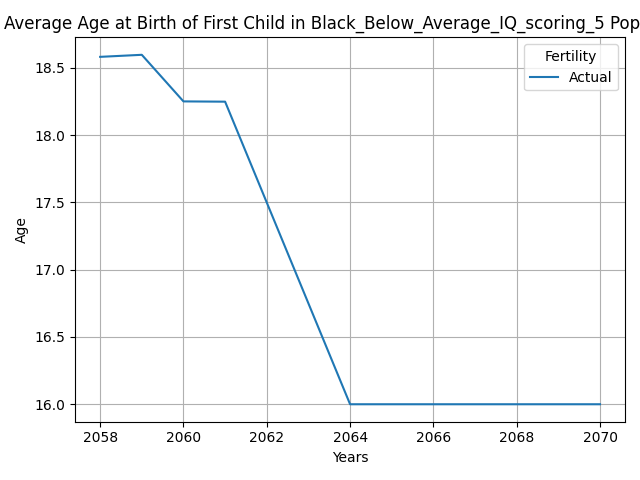 Average Age at Birth of First Child in Black_Below_Average_IQ_scoring_5 Pop
Fertility
Actual
18.5
18.0
17.5
17.0
16.5
16.0
Age
2058 2060 2062 2064 2066 2068 2070
Years